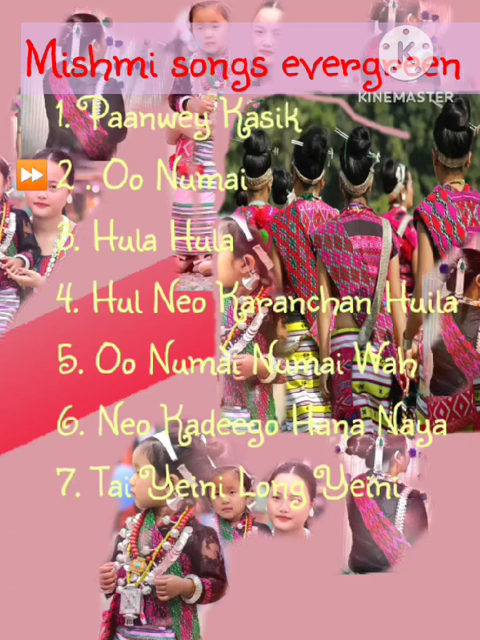 Mishmi songs evergreen
K
KINEMASTER
1. Paanwey Kasik
2 . Oo Numai
3. Hula Hula
4. Hul Neo Karanchan Huila
5. Oo Numai Numai Wah
6. Neo Kadeego Hana Naya
7. Tai Yeini Long Yeini